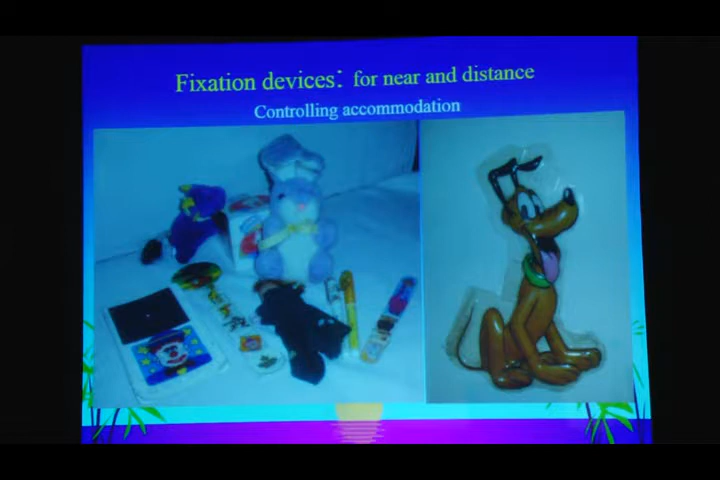 Fixation devices: for near and distance
Controlling accommodation